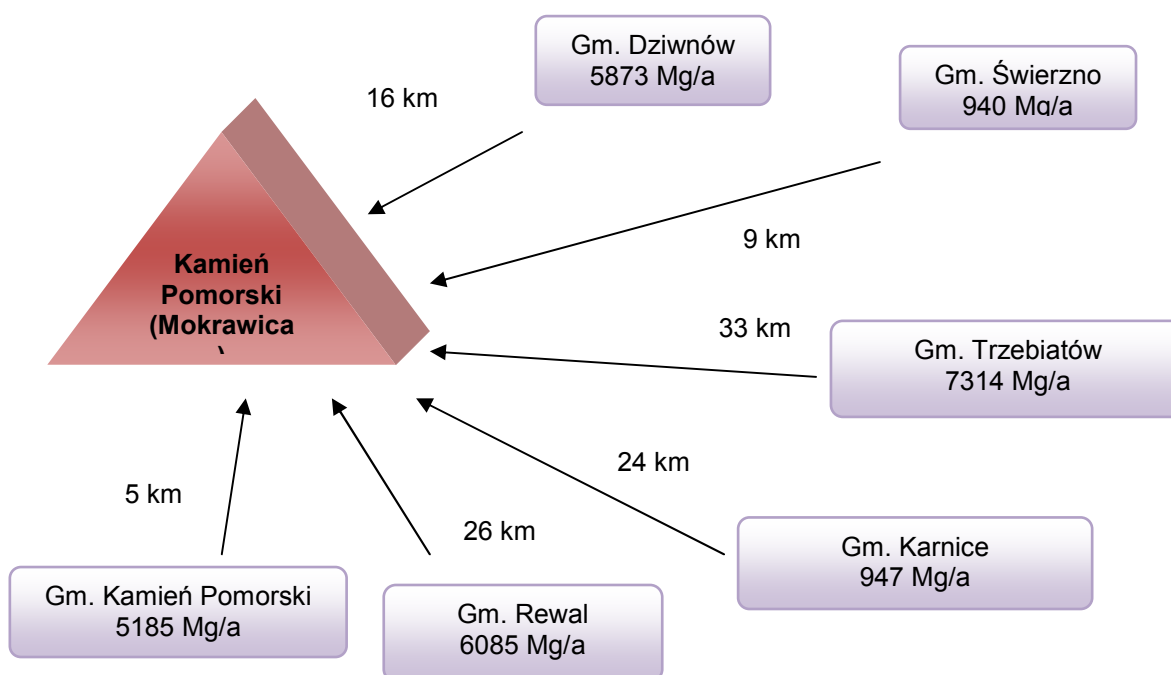 Gm. Dziwnów
5873 Mg/a
Gm. Świerzno
940 Mg/a
16 km
9 km
Kamień
Pomorski
(Mokrawica
)
33 km
Gm. Trzebiatów
7314 Mg/a
24 km
5 km
26 km
Gm. Karnice
947 Mg/a
Gm. Kamień Pomorski
5185 Mg/a
Gm. Rewal
6085 Mg/a